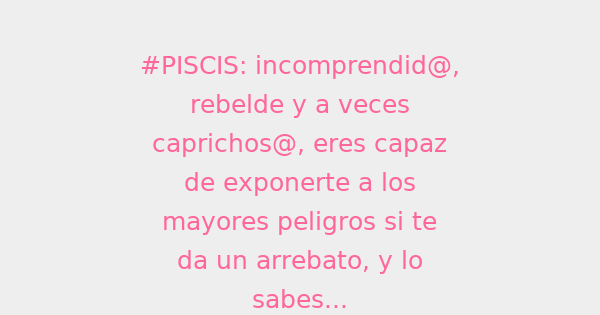 #PISCIS: incomprendid@,
rebelde y a veces
caprichos@, eres capaz
de exponerte a los
mayores peligros si te
da un arrebato, y lo
sabes...